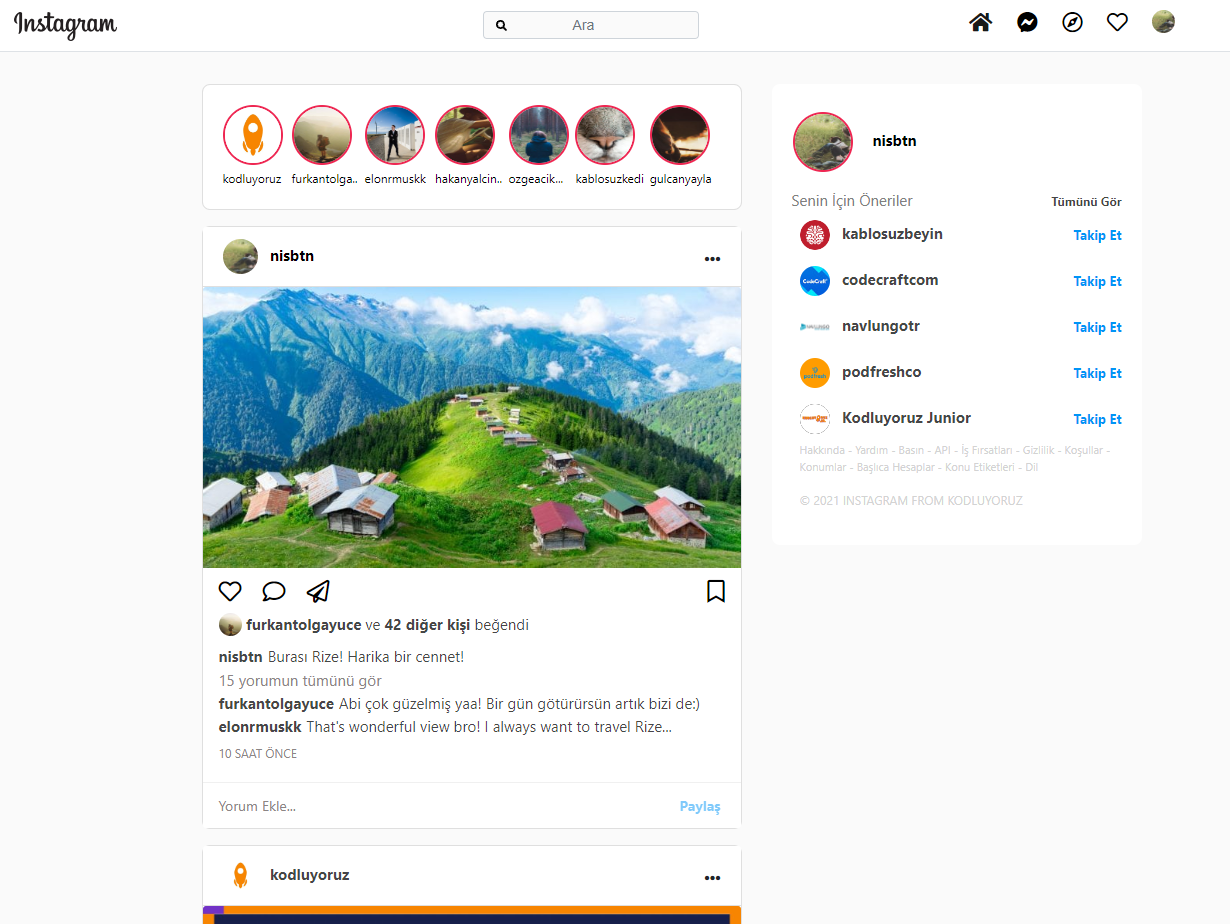 Instagram
Ara
kodluyoruz furkantolga.. elonrmuskk hakanyalcin.. ozgeacik... kablosuzkedi gulcanyayla
nisbtn
Senin İçin Öneriler Tümünü Gör
kablosuzbeyin Takip Et
CodeCraft
codecraftcom Takip Et
navlungotr Takip Et
podfreshco Takip Et
Kodluyoruz Junior Takip Et
Hakkında - Yardım - Basın - API - İş Fırsatları - Gizlilik - Koşullar -
Konumlar - Başlıca Hesaplar - Konu Etiketleri - Dil
© 2021 INSTAGRAM FROM KODLUYORUZ
nisbtn
furkantolgayuce ve 42 diğer kişi beğendi
nisbtn Burası Rize! Harika bir cennet!
15 yorumun tümünü gör
furkantolgayuce Abi çok güzelmiş yaa! Bir gün götürürsün artık bizi de:)
elonrmuskk That's wonderful view bro! I always want to travel Rize...
10 SAAT ÖNCE
Yorum Ekle... Paylaş
kodluyoruz